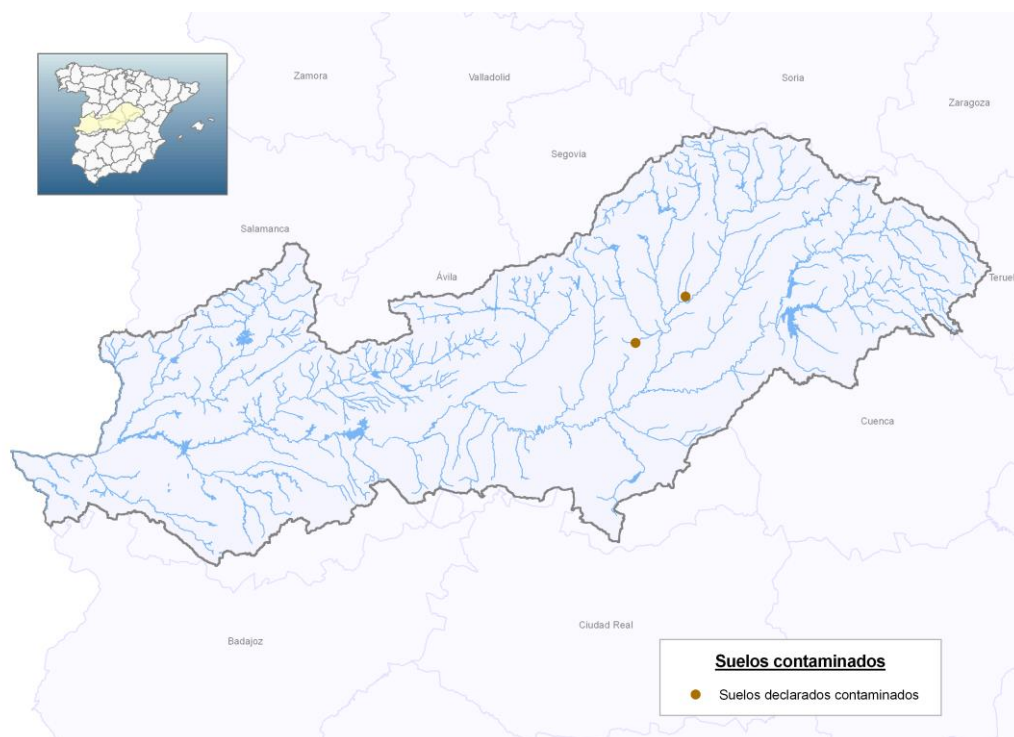 Zamora
Valladolid
Soria
Zaragoza
Segovia
Salamanca
Ávila
Teruel
Cuenca
Badajoz
Ciudad Real
Suelos contaminados
Suelos declarados contaminados